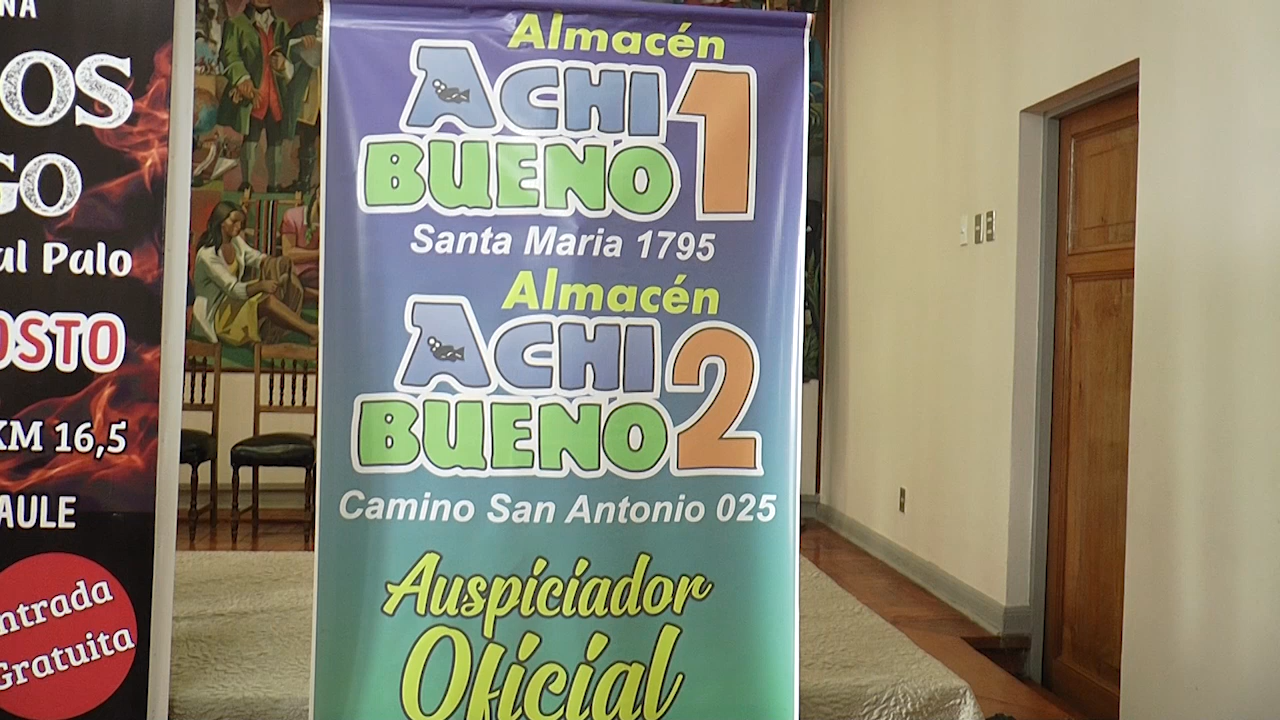 NA
OS
GO
al Palo
OSTO
KM 16,5
AULE
ntrada
Gratuita
Almacén
ACHI 1
BUENO
Santa Maria 1795
Almacén
ACHI 2
BUENO
Camino San Antonio 025
Auspiciador
Oficial